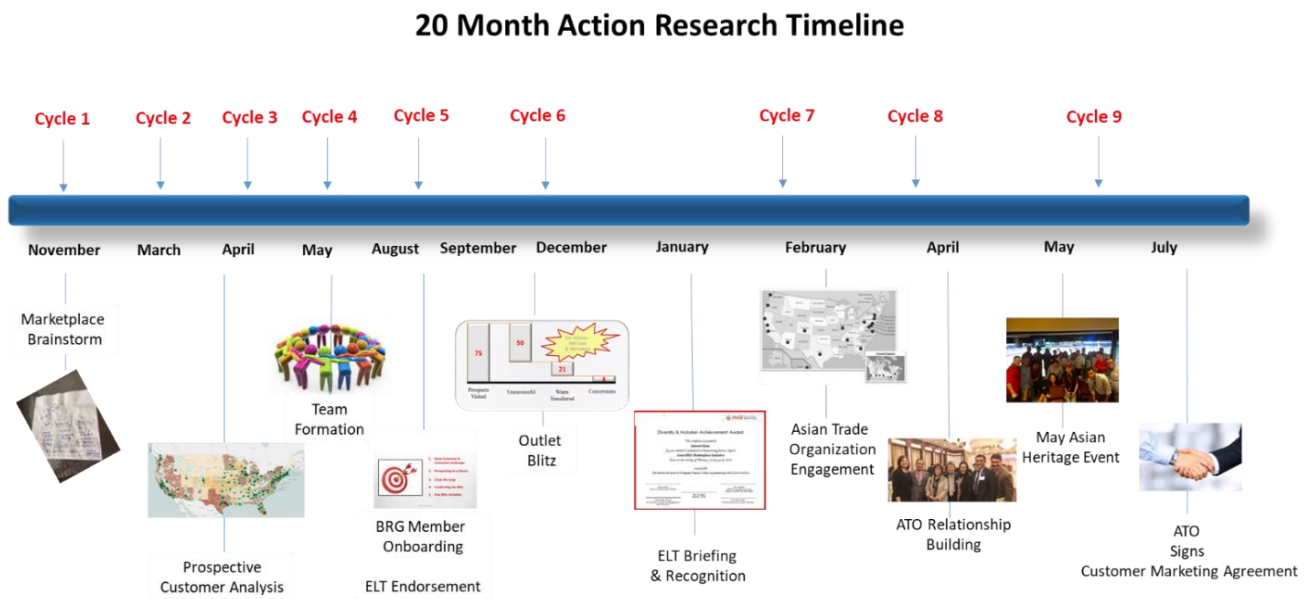 20 Month Action Research Timeline
Cycle 1
Cycle 2
Cycle 3
Cycle 4
Cycle 5
Cycle 6
Cycle 7
Cycle 8
Cycle 9
November
March
April
May
August
September
December
January
February
April
May
July
Marketplace
Brainstorm
Prospective
Customer Analysis
Team
Formation
BRG Member
Onboarding
ELT Endorsement
75
50
21
Prospects
Visited
Unsuccessful
Warm
Transferred
Conversions
Outlet
Blitz
Diversity & Inclusion Achievement Award
ELT Briefing
& Recognition
Asian Trade
Organization
Engagement
ATO Relationship
Building
May Asian
Heritage Event
ATO
Signs
Customer Marketing Agreement